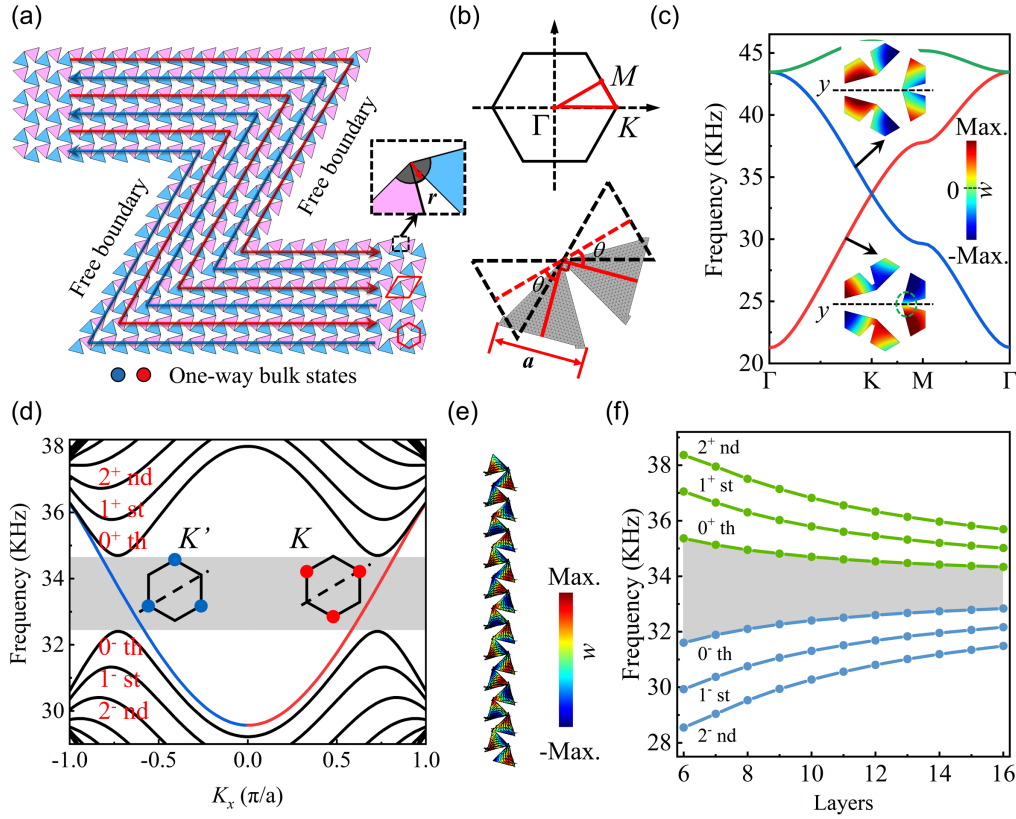 (a)
Free boundary
Free boundary
r
One-way bulk states
(b)
M
Γ
K
θ
θ
a
(c)
Frequency (KHz)
45
40
35
30
25
20
Γ
K
M
Γ
y
y
Max.
0
w
-Max.
(d)
Frequency (KHz)
38
36
34
32
30
2⁺ nd
1⁺ st
0⁺ th
K’
K
0⁻ th
1⁻ st
2⁻ nd
-1.0 -0.5 0.0 0.5 1.0
Kₓ (π/a)
(e)
Max.
w
-Max.
(f)
Frequency (KHz)
38
36
34
32
30
28
2⁺ nd
1⁺ st
0⁺ th
0⁻ th
1⁻ st
2⁻ nd
6 8 10 12 14 16
Layers